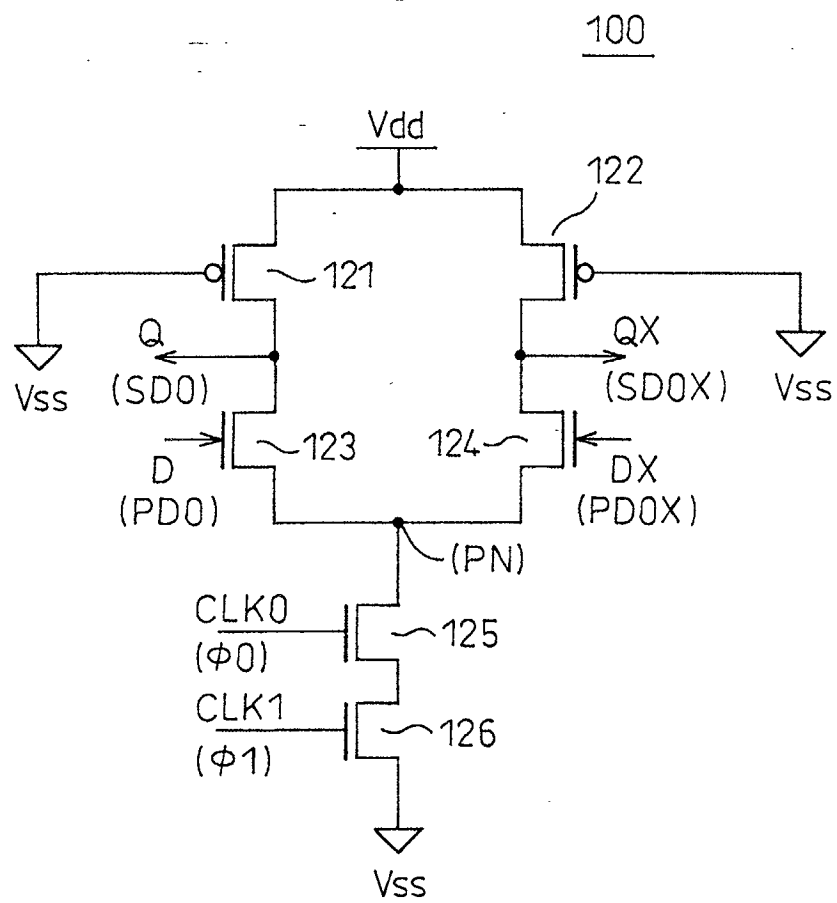 100
Vdd
122
121
Q
QX
Vss
(SD0)
(SD0X)
Vss
123
124
D
DX
(PD0)
(PD0X)
(PN)
CLK0
125
(ϕ0)
CLK1
126
(ϕ1)
Vss